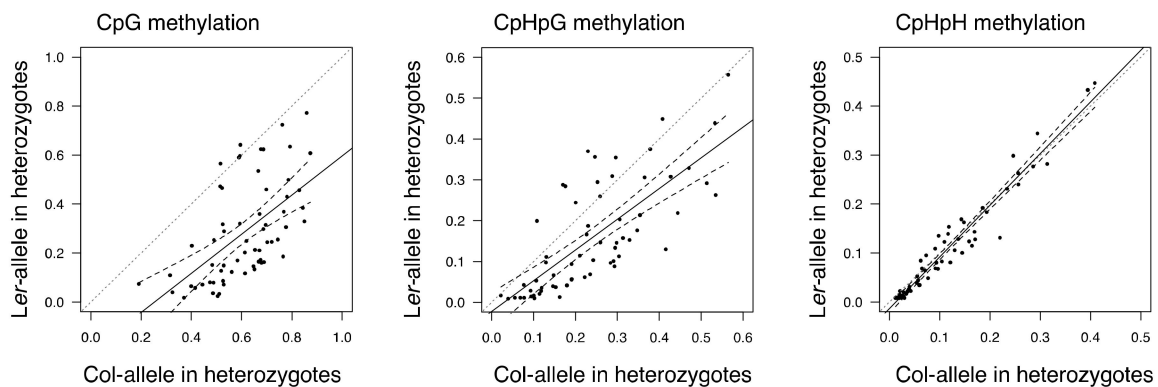 CpG methylation
CpHpG methylation
CpHpH methylation
Ler-allele in heterozygotes
1.0
0.8
0.6
0.4
0.2
0.0
0.0 0.2 0.4 0.6 0.8 1.0
Col-allele in heterozygotes
Ler-allele in heterozygotes
0.6
0.5
0.4
0.3
0.2
0.1
0.0
0.0 0.1 0.2 0.3 0.4 0.5 0.6
Col-allele in heterozygotes
Ler-allele in heterozygotes
0.5
0.4
0.3
0.2
0.1
0.0
0.0 0.1 0.2 0.3 0.4 0.5
Col-allele in heterozygotes